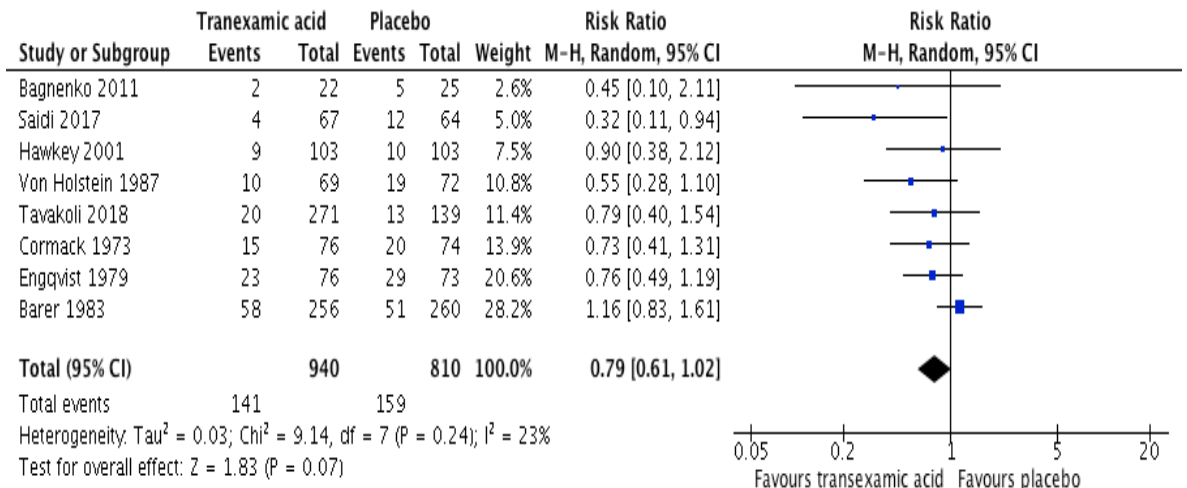 Tranexamic acid Placebo Risk Ratio Risk Ratio
Study or Subgroup Events Total Events Total Weight M-H, Random, 95% CI M-H, Random, 95% CI
Bagnenko 2011 2 22 5 25 2.6% 0.45 [0.10, 2.11]
Saidi 2017 4 67 12 64 5.0% 0.32 [0.11, 0.94]
Hawkey 2001 9 103 10 103 7.5% 0.90 [0.38, 2.12]
Von Holstein 1987 10 69 19 72 10.8% 0.55 [0.28, 1.10]
Tavakoli 2018 20 271 13 139 11.4% 0.79 [0.40, 1.54]
Cormack 1973 15 76 20 74 13.9% 0.73 [0.41, 1.31]
Engqvist 1979 23 76 29 73 20.6% 0.76 [0.49, 1.19]
Barer 1983 58 256 51 260 28.2% 1.16 [0.83, 1.61]
Total (95% CI) 940 810 100.0% 0.79 [0.61, 1.02]
Total events 141 159
Heterogeneity: Tau² = 0.03; Chi² = 9.14, df = 7 (P = 0.24); I² = 23%
Test for overall effect: Z = 1.83 (P = 0.07)
0.05 0.2 1 5 20
Favours transexamic acid Favours placebo